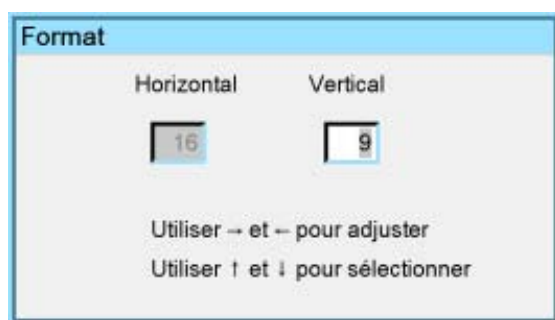 Format
Horizontal Vertical
16 9
Utiliser → et ← pour adjuster
Utiliser ↑ et ↓ pour sélectionner